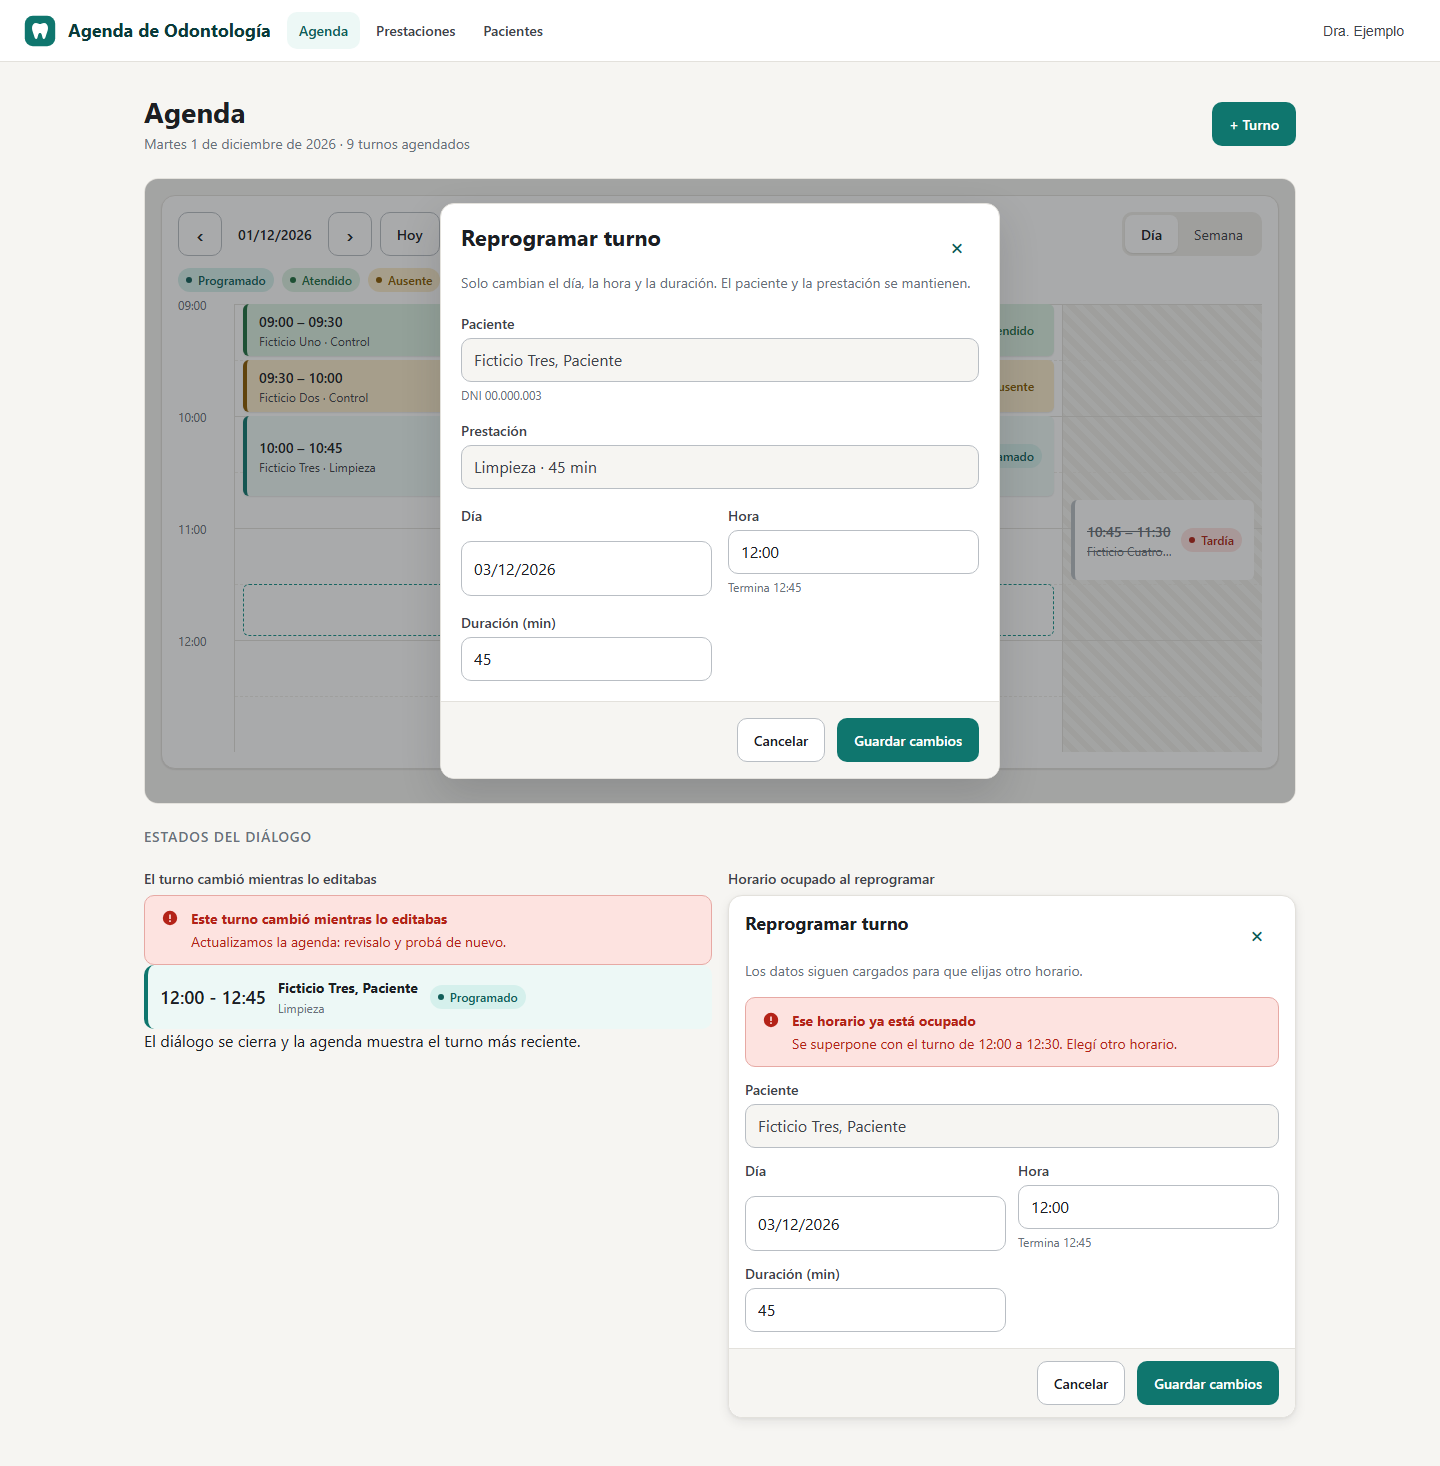 Agenda de Odontología
Agenda
Prestaciones
Pacientes
Dra. Ejemplo
Agenda
Martes 1 de diciembre de 2026 · 9 turnos agendados
+ Turno
‹
01/12/2026
›
Hoy
Día
Semana
Programado
Atendido
Ausente
09:00
09:00 – 09:30
Ficticio Uno · Control
09:30 – 10:00
Ficticio Dos · Control
10:00
10:00 – 10:45
Ficticio Tres · Limpieza
11:00
10:45 – 11:30
Ficticio Cuatro...
Tardía
12:00
Reprogramar turno
✕
Solo cambian el día, la hora y la duración. El paciente y la prestación se mantienen.
Paciente
Ficticio Tres, Paciente
DNI 00.000.003
Prestación
Limpieza · 45 min
Día
Hora
03/12/2026
12:00
Termina 12:45
Duración (min)
45
Cancelar
Guardar cambios
ESTADOS DEL DIÁLOGO
El turno cambió mientras lo editabas
Este turno cambió mientras lo editabas
Actualizamos la agenda: revisalo y probá de nuevo.
12:00 - 12:45
Ficticio Tres, Paciente
Limpieza
Programado
El diálogo se cierra y la agenda muestra el turno más reciente.
Horario ocupado al reprogramar
Reprogramar turno
✕
Los datos siguen cargados para que elijas otro horario.
Ese horario ya está ocupado
Se superpone con el turno de 12:00 a 12:30. Elegí otro horario.
Paciente
Ficticio Tres, Paciente
Día
Hora
03/12/2026
12:00
Termina 12:45
Duración (min)
45
Cancelar
Guardar cambios